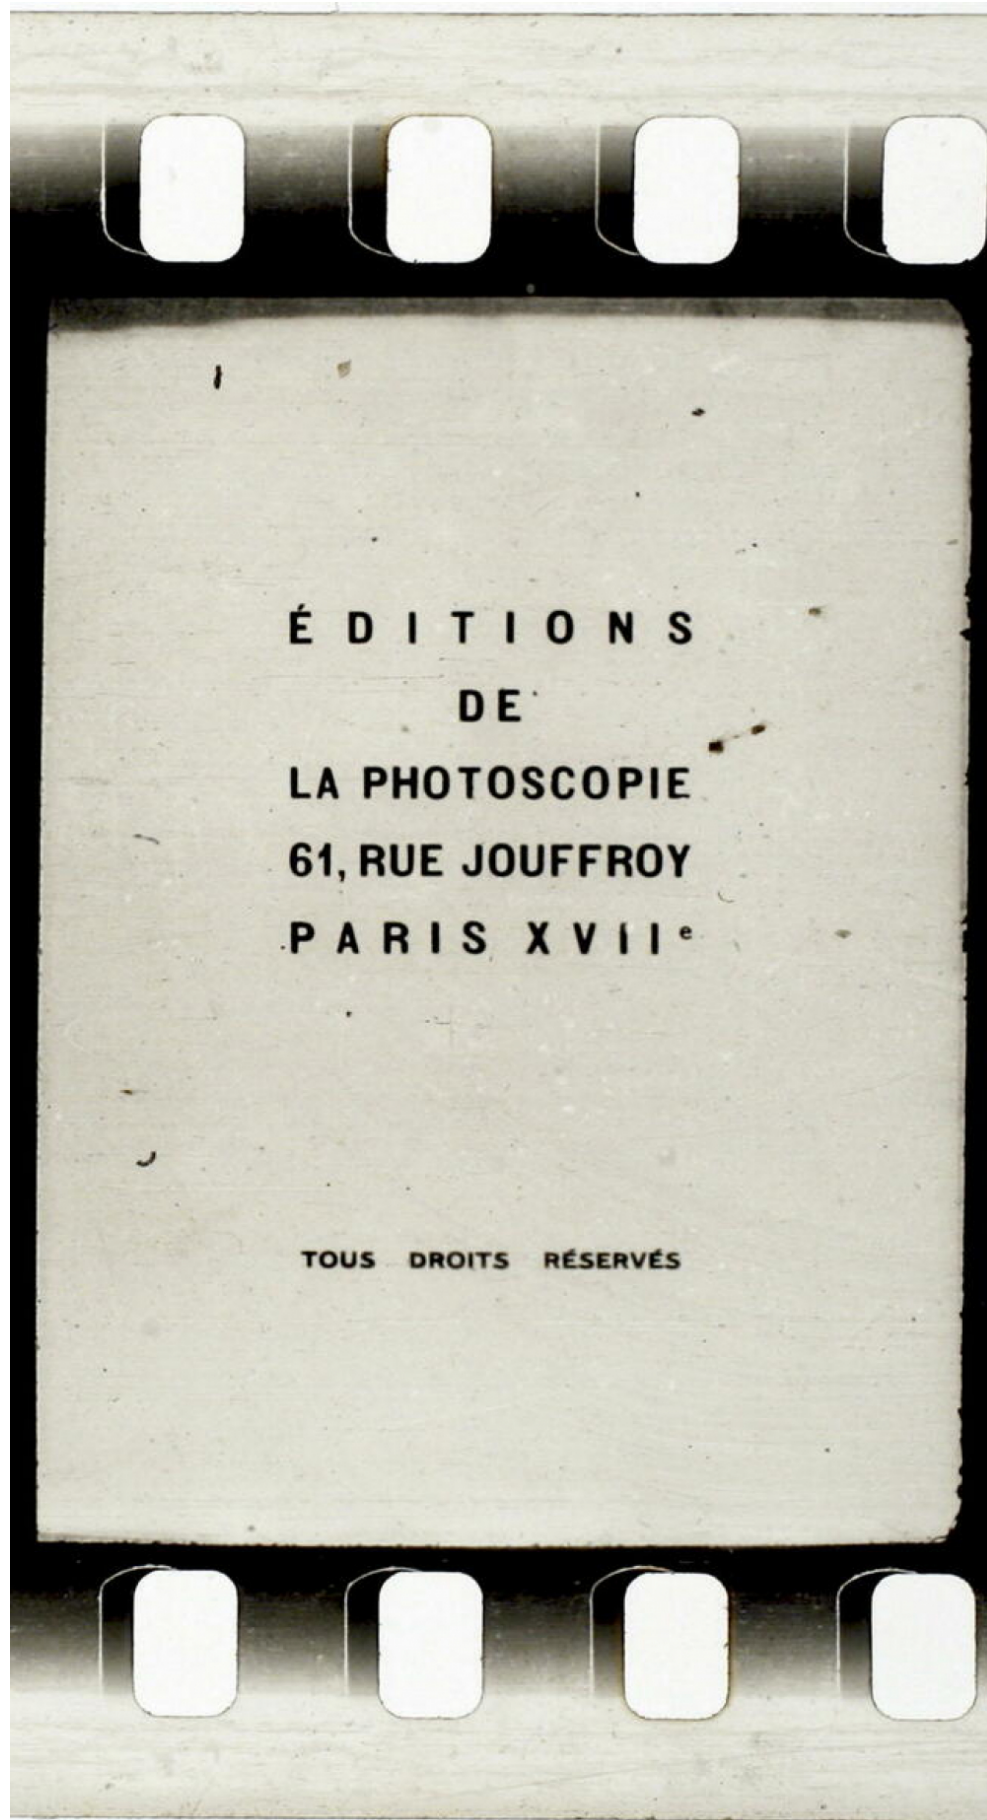 ÉDITIONS
DE
LA PHOTOSCOPIE
61, RUE JOUFFROY
PARIS XVIIe
TOUS DROITS RÉSERVÉS